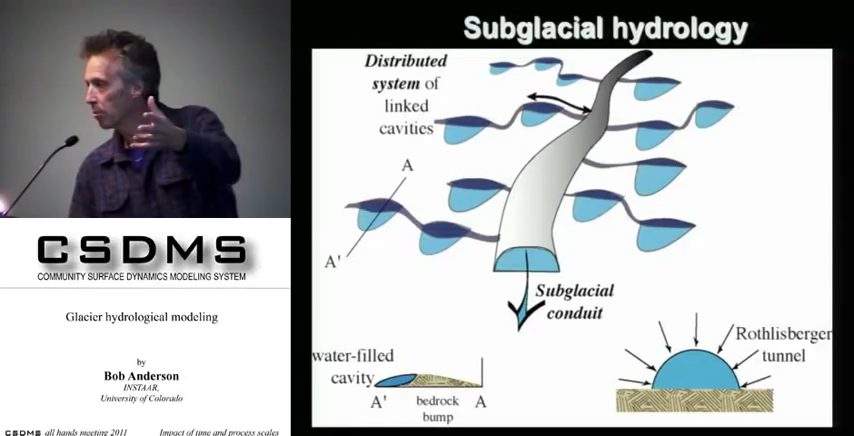 Subglacial hydrology
Distributed
system of
linked
cavities
A
A'
Subglacial
conduit
water-filled
cavity
A'
bedrock
bump
A
Rothlisberger
tunnel
CSDMS
COMMUNITY SURFACE DYNAMICS MODELING SYSTEM
Glacier hydrological modeling
by
Bob Anderson
INSTAAR,
University of Colorado
CSDMS all hands meeting 2011 Impact of time and process scales